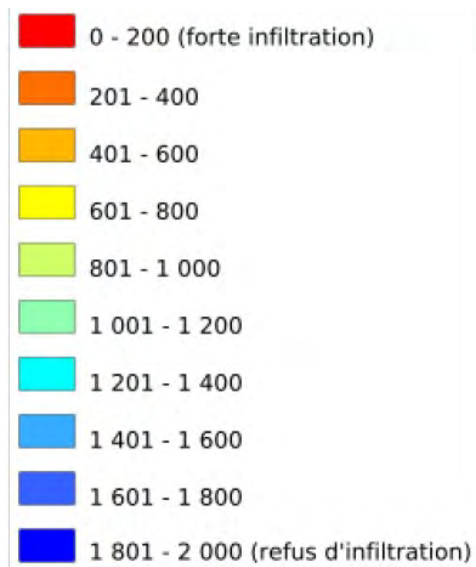 0 - 200 (forte infiltration)
201 - 400
401 - 600
601 - 800
801 - 1 000
1 001 - 1 200
1 201 - 1 400
1 401 - 1 600
1 601 - 1 800
1 801 - 2 000 (refus d'infiltration)